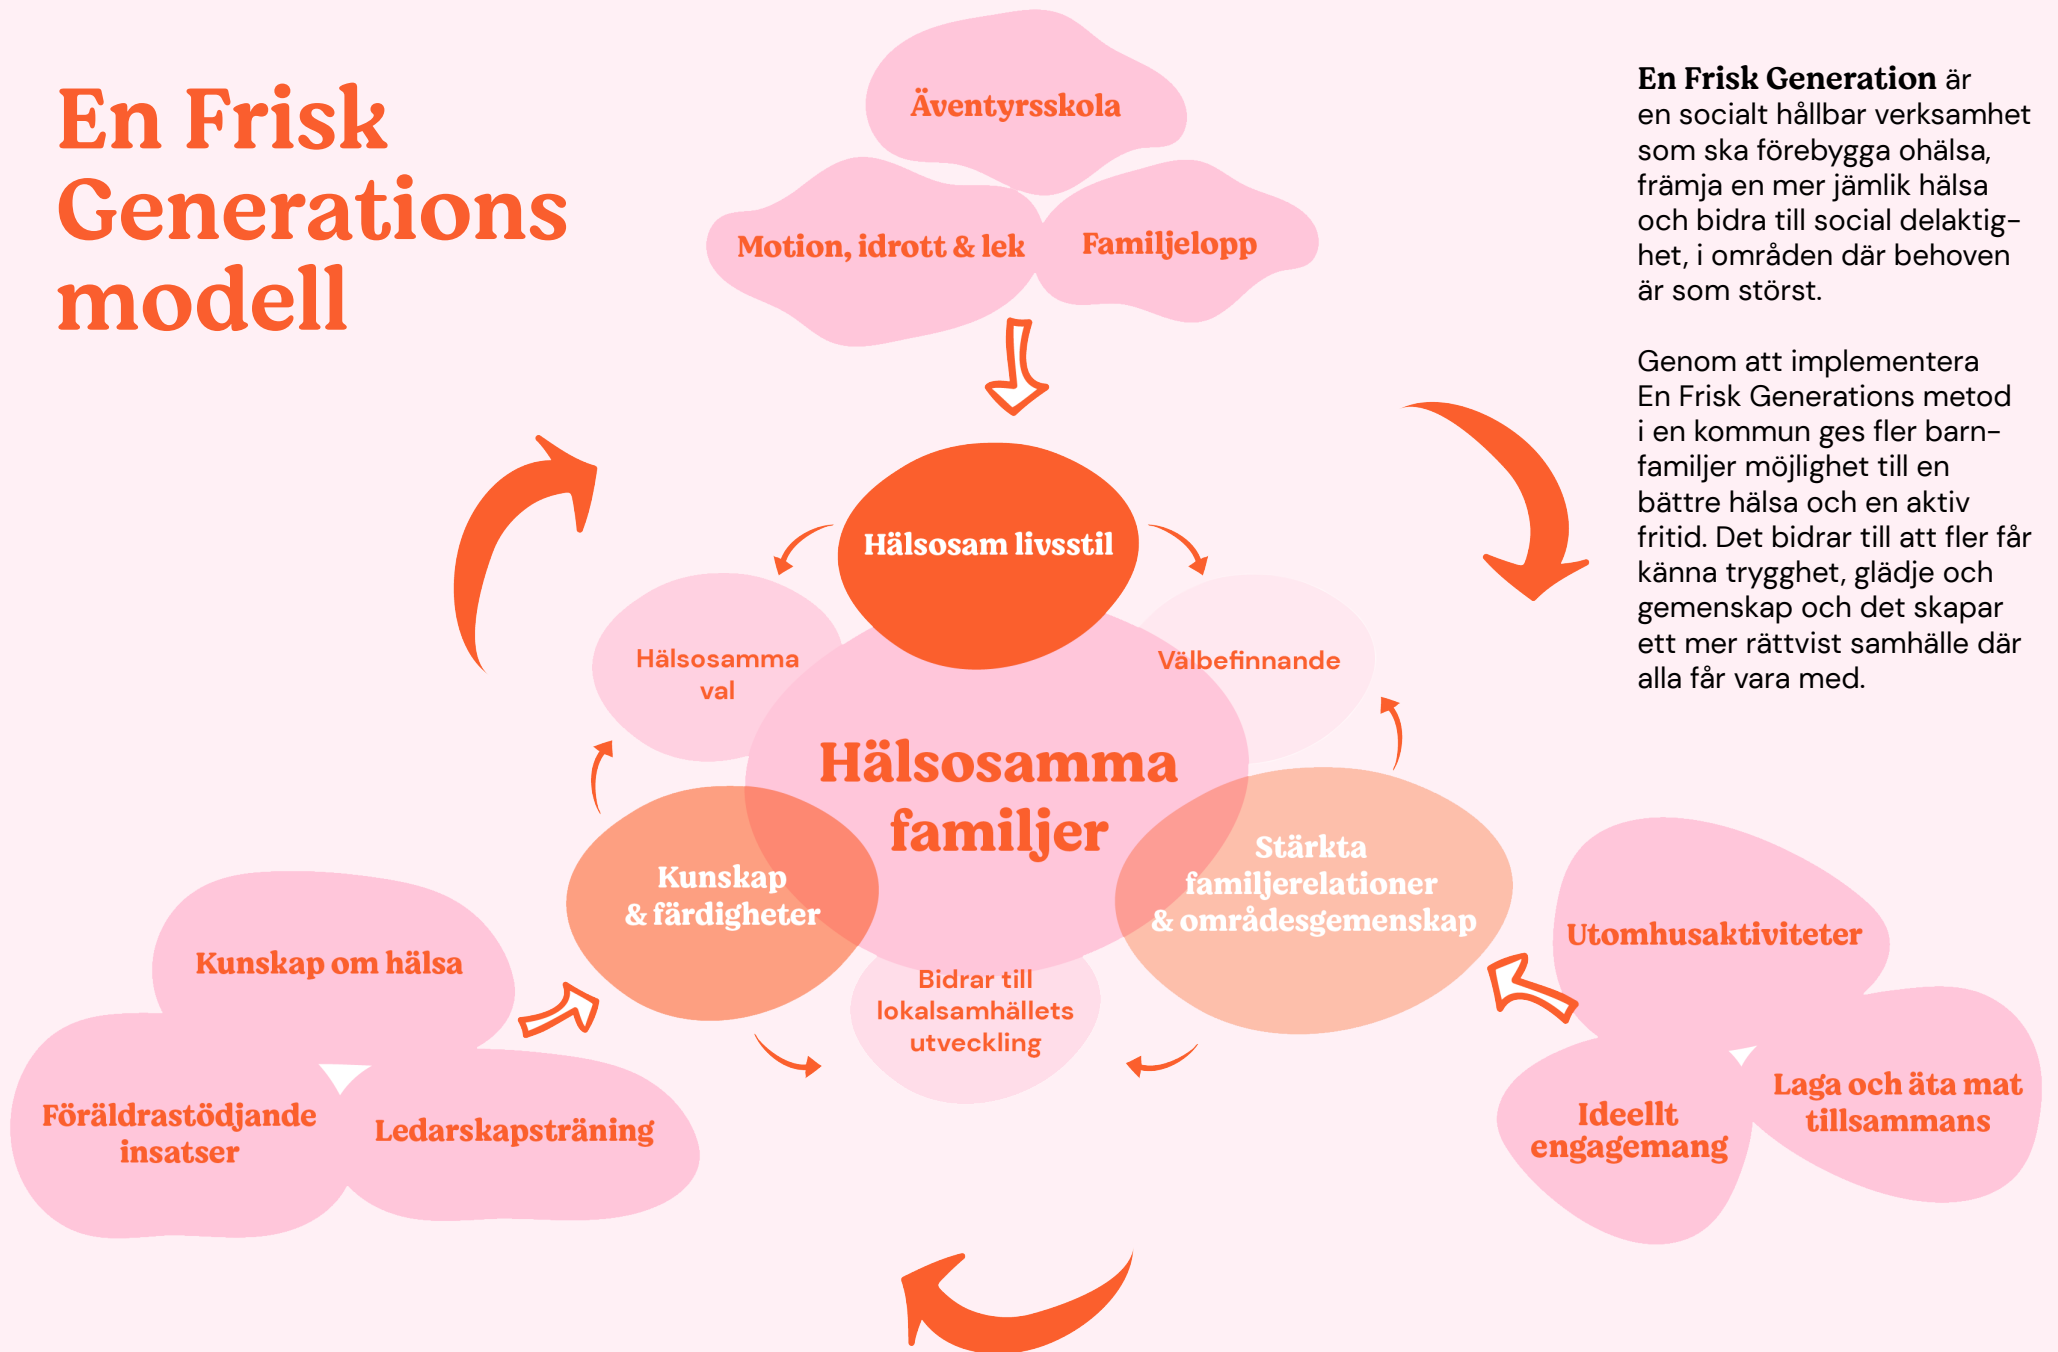 En Frisk
Generations
modell
En Frisk Generation är
en socialt hållbar verksamhet
som ska förebygga ohälsa,
främja en mer jämlik hälsa
och bidra till social delaktig-
het, i områden där behoven
är som störst.
Genom att implementera
En Frisk Generations metod
i en kommun ges fler barn-
familjer möjlighet till en
bättre hälsa och en aktiv
fritid. Det bidrar till att fler får
känna trygghet, glädje och
gemenskap och det skapar
ett mer rättvist samhälle där
alla får vara med.
Äventyrsskola
Motion, idrott & lek
Familjelopp
Hälsosam livsstil
Hälsosamma
val
Välbefinnande
Hälsosamma
familjer
Kunskap
& färdigheter
Stärkta
familjerelationer
& områdesgemenskap
Bidrar till
lokalsamhällets
utveckling
Kunskap om hälsa
Föräldrastödjande
insatser
Ledarskapsträning
Utomhusaktiviteter
Ideellt
engagemang
Laga och äta mat
tillsammans